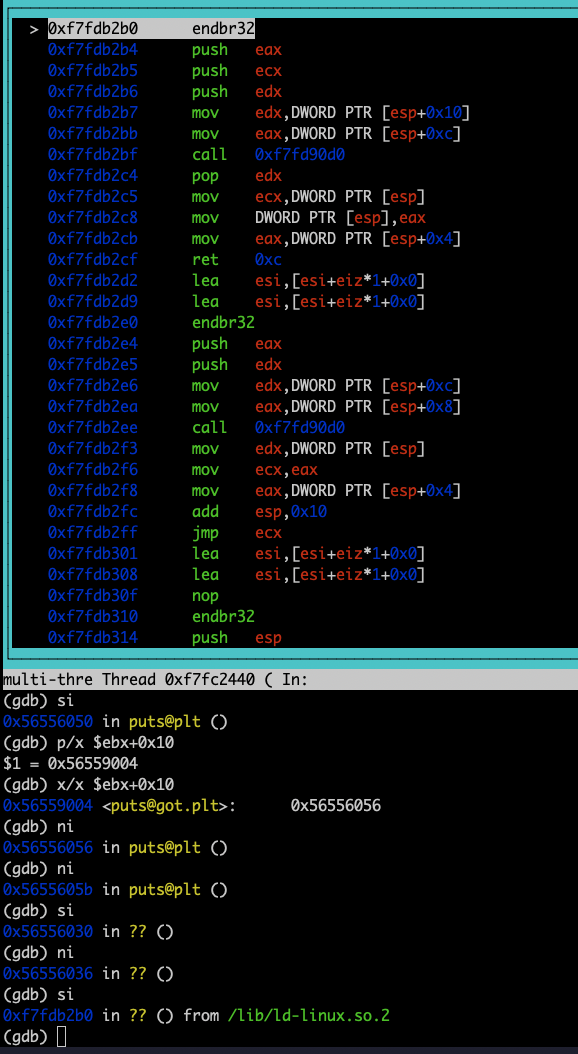 > 0xf7fdb2b0 endbr32
0xf7fdb2b4 push eax
0xf7fdb2b5 push ecx
0xf7fdb2b6 push edx
0xf7fdb2b7 mov edx,DWORD PTR [esp+0x10]
0xf7fdb2bb mov eax,DWORD PTR [esp+0xc]
0xf7fdb2bf call 0xf7fd90d0
0xf7fdb2c4 pop edx
0xf7fdb2c5 mov ecx,DWORD PTR [esp]
0xf7fdb2c8 mov DWORD PTR [esp],eax
0xf7fdb2cb mov eax,DWORD PTR [esp+0x4]
0xf7fdb2cf ret 0xc
0xf7fdb2d2 lea esi,[esi+eiz*1+0x0]
0xf7fdb2d9 lea esi,[esi+eiz*1+0x0]
0xf7fdb2e0 endbr32
0xf7fdb2e4 push eax
0xf7fdb2e5 push edx
0xf7fdb2e6 mov edx,DWORD PTR [esp+0xc]
0xf7fdb2ea mov eax,DWORD PTR [esp+0x8]
0xf7fdb2ee call 0xf7fd90d0
0xf7fdb2f3 mov edx,DWORD PTR [esp]
0xf7fdb2f6 mov ecx,eax
0xf7fdb2f8 mov eax,DWORD PTR [esp+0x4]
0xf7fdb2fc add esp,0x10
0xf7fdb2ff jmp ecx
0xf7fdb301 lea esi,[esi+eiz*1+0x0]
0xf7fdb308 lea esi,[esi+eiz*1+0x0]
0xf7fdb30f nop
0xf7fdb310 endbr32
0xf7fdb314 push esp
multi-thre Thread 0xf7fc2440 ( In:
(gdb) si
0x56556050 in puts@plt ()
(gdb) p/x $ebx+0x10
$1 = 0x56559004
(gdb) x/x $ebx+0x10
0x56559004 <puts@got.plt>: 0x56556056
(gdb) ni
0x56556056 in puts@plt ()
(gdb) ni
0x5655605b in puts@plt ()
(gdb) si
0x56556030 in ?? ()
(gdb) ni
0x56556036 in ?? ()
(gdb) si
0xf7fdb2b0 in ?? () from /lib/ld-linux.so.2
(gdb)